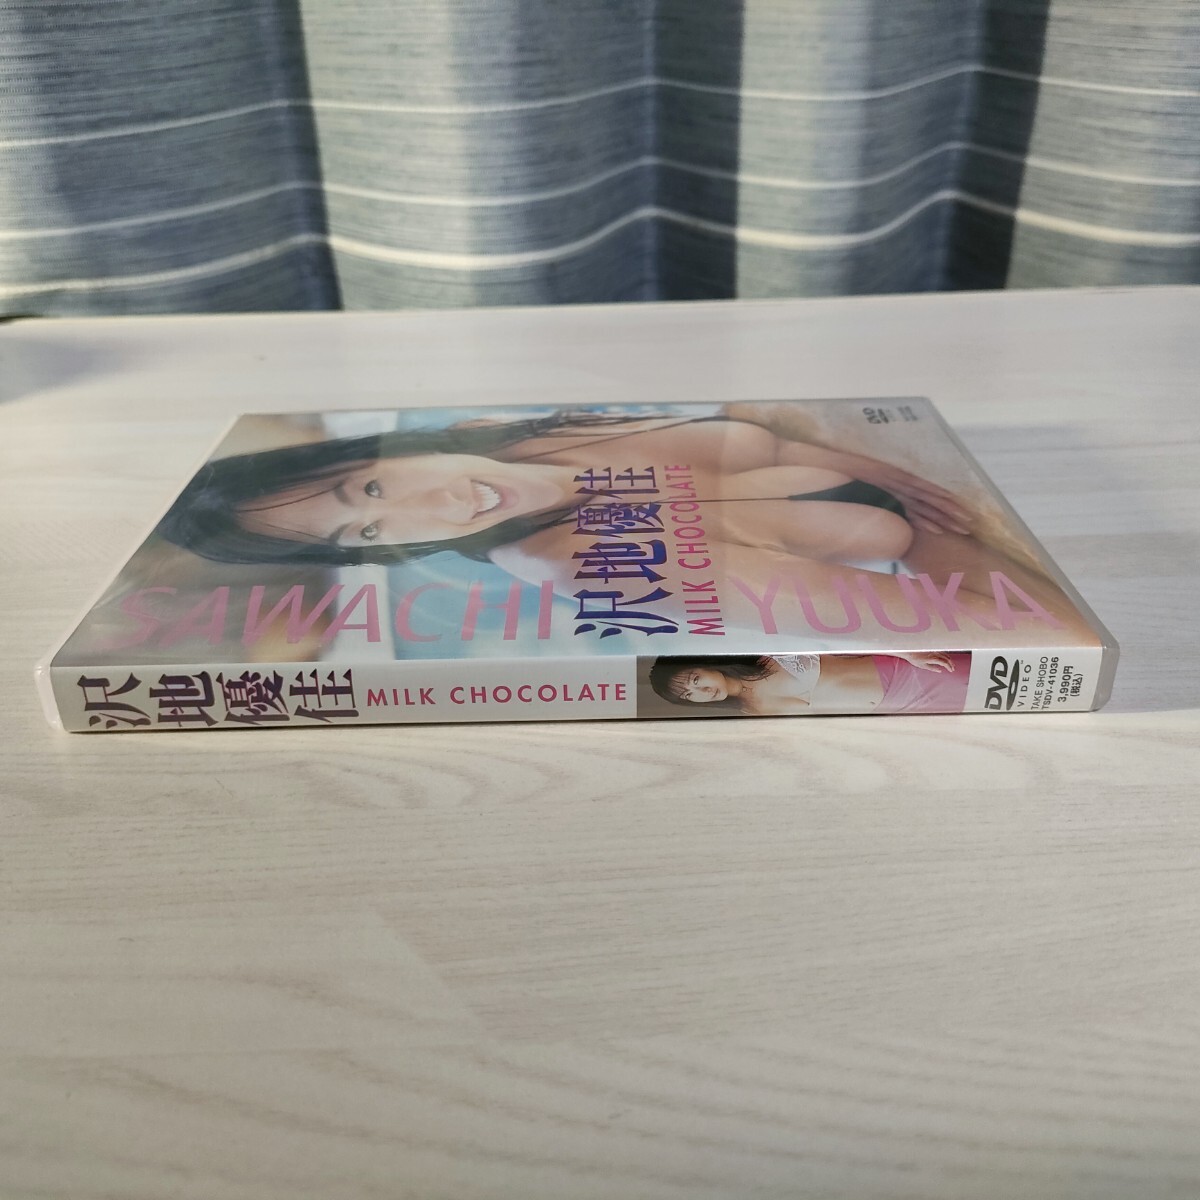 SAWACHI YUUKA
沢地優佳
MILK CHOCOLATE
DVD
沢地優佳 MILK CHOCOLATE
DVD
VIDEO
TAKE SHOBO
TSDV-41036
3,990円
(税込)